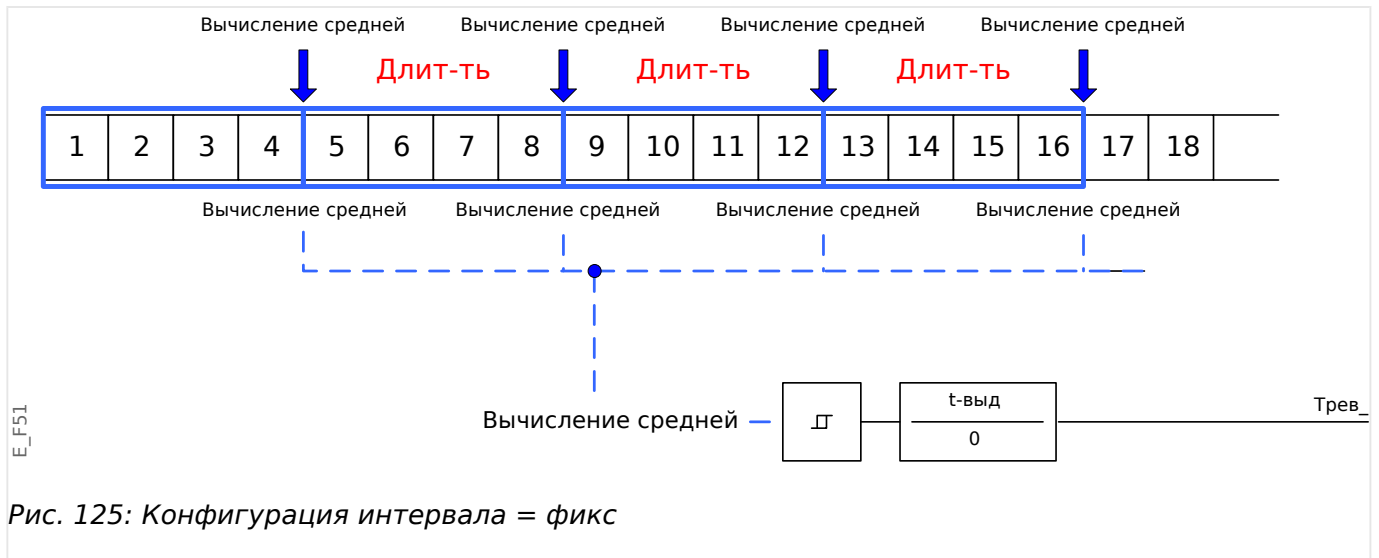 Вычисление средней Вычисление средней Вычисление средней Вычисление средней
Длит-ть Длит-ть Длит-ть
1 2 3 4 5 6 7 8 9 10 11 12 13 14 15 16 17 18
Вычисление средней Вычисление средней Вычисление средней Вычисление средней
Вычисление средней
t-выд
0
Трев_
E_F51
Рис. 125: Конфигурация интервала = фикс